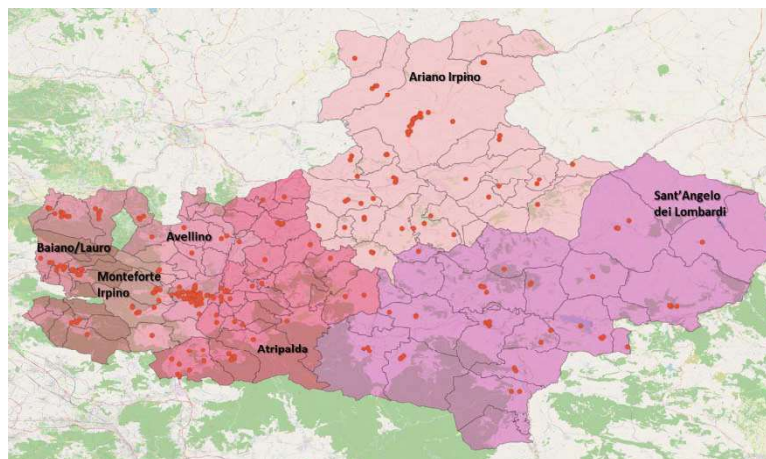 Ariano Irpino
Sant'Angelo
dei Lombardi
Avellino
Baiano/Lauro
Monteforte
Irpino
Atripalda